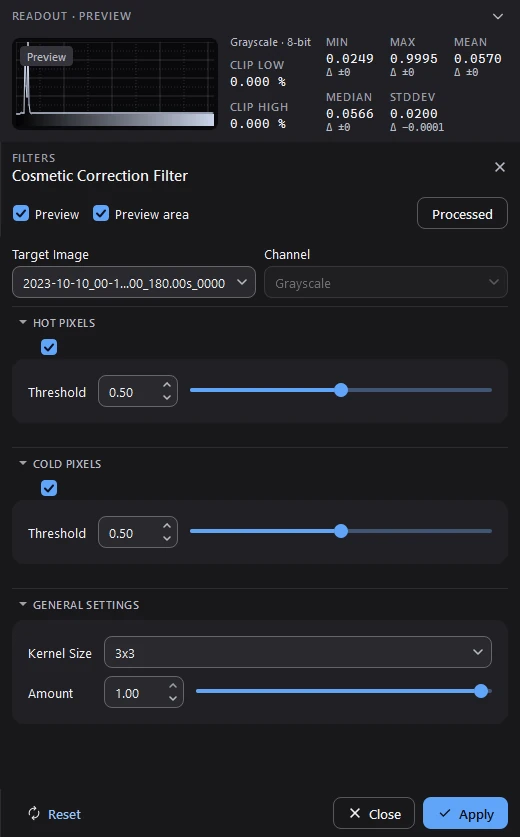 READOUT · PREVIEW
Preview
Grayscale · 8-bit
CLIP LOW
0.000 %
CLIP HIGH
0.000 %
MIN
0.0249
Δ ±0
MAX
0.9995
Δ ±0
MEAN
0.0570
Δ ±0
MEDIAN
0.0566
Δ ±0
STDDEV
0.0200
Δ −0.0001
FILTERS
Cosmetic Correction Filter
Preview
Preview area
Processed
Target Image
Channel
2023-10-10_00-1...00_180.00s_0000
Grayscale
HOT PIXELS
Threshold 0.50
COLD PIXELS
Threshold 0.50
GENERAL SETTINGS
Kernel Size 3x3
Amount 1.00
Reset
Close
Apply